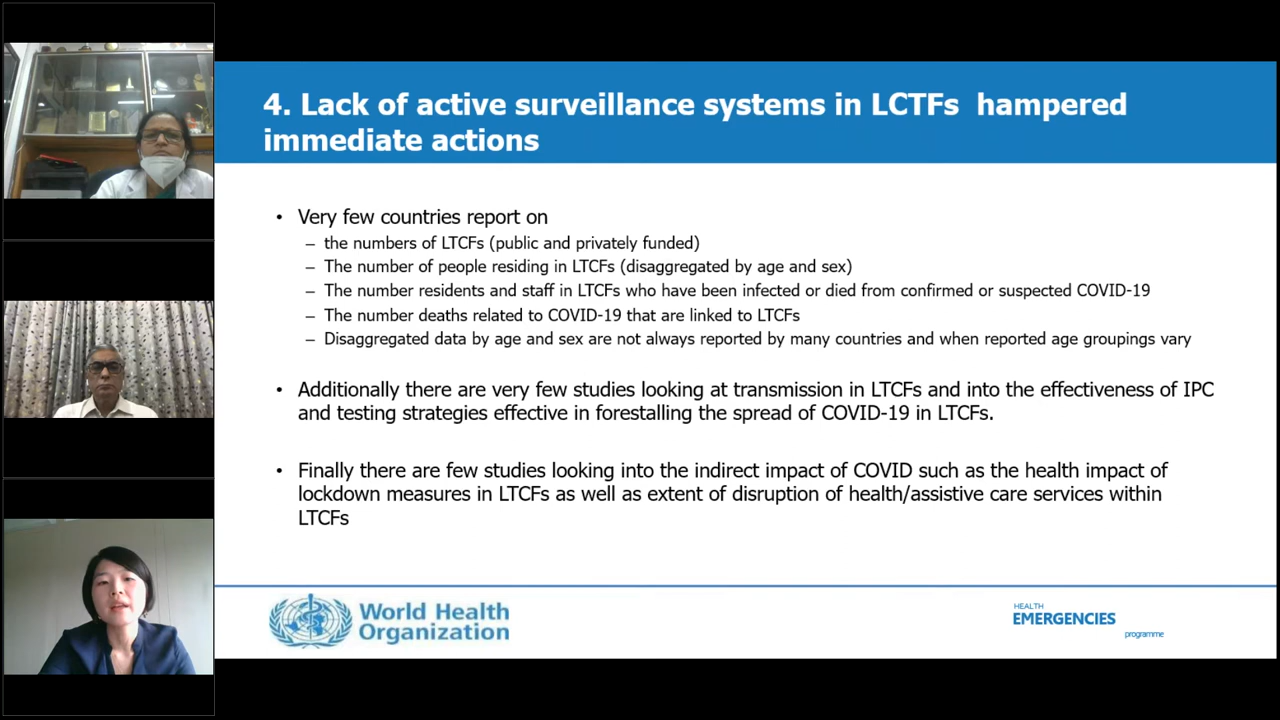 4. Lack of active surveillance systems in LCTFs hampered
immediate actions
• Very few countries report on
– the numbers of LTCFs (public and privately funded)
– The number of people residing in LTCFs (disaggregated by age and sex)
– The number residents and staff in LTCFs who have been infected or died from confirmed or suspected COVID-19
– The number deaths related to COVID-19 that are linked to LTCFs
– Disaggregated data by age and sex are not always reported by many countries and when reported age groupings vary
• Additionally there are very few studies looking at transmission in LTCFs and into the effectiveness of IPC
and testing strategies effective in forestalling the spread of COVID-19 in LTCFs.
• Finally there are few studies looking into the indirect impact of COVID such as the health impact of
lockdown measures in LTCFs as well as extent of disruption of health/assistive care services within
LTCFs
World Health
Organization
HEALTH
EMERGENCIES
programme